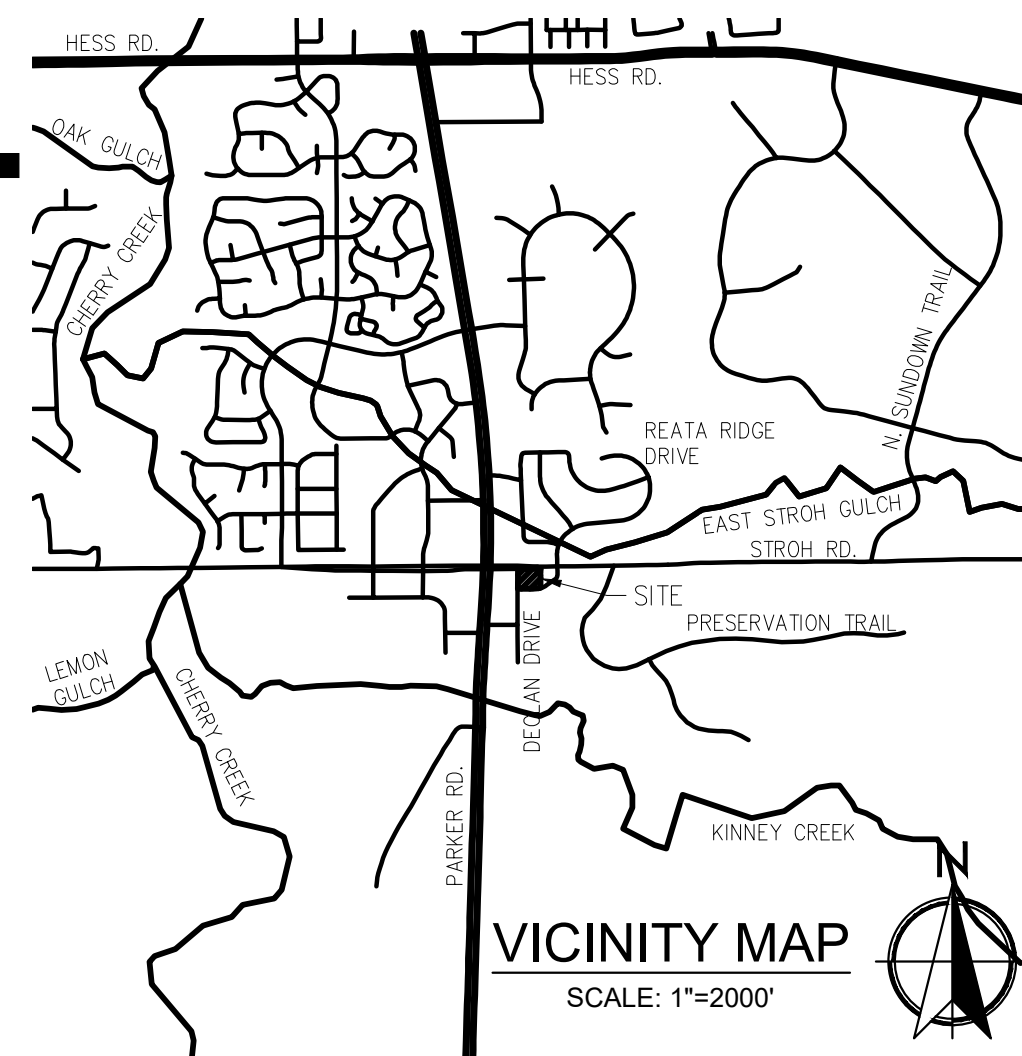 HESS RD.
HESS RD.
OAK GULCH
CHERRY CREEK
N. SUNDOWN TRAIL
REATA RIDGE
DRIVE
EAST STROH GULCH
STROH RD.
SITE
PRESERVATION TRAIL
DECLAN DRIVE
LEMON
GULCH
CHERRY CREEK
PARKER RD.
KINNEY CREEK
N
VICINITY MAP
SCALE: 1"=2000'